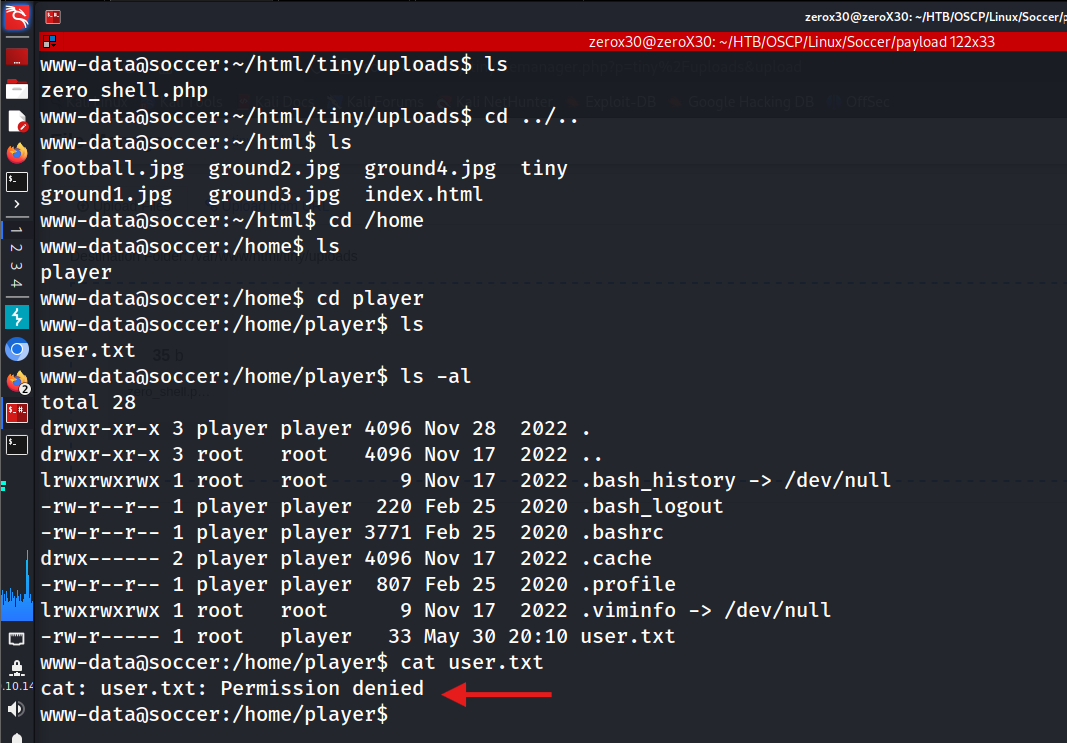 zerox30@zeroX30: ~/HTB/OSCP/Linux/Soccer/p
zerox30@zeroX30: ~/HTB/OSCP/Linux/Soccer/payload 122x33
www-data@soccer:~/html/tiny/uploads$ ls
zero_shell.php
www-data@soccer:~/html/tiny/uploads$ cd ../..
www-data@soccer:~/html$ ls
football.jpg  ground2.jpg  ground4.jpg  tiny
ground1.jpg   ground3.jpg  index.html
www-data@soccer:~/html$ cd /home
www-data@soccer:/home$ ls
player
www-data@soccer:/home$ cd player
www-data@soccer:/home/player$ ls
user.txt
www-data@soccer:/home/player$ ls -al
total 28
drwxr-xr-x 3 player player 4096 Nov 28  2022 .
drwxr-xr-x 3 root   root   4096 Nov 17  2022 ..
lrwxrwxrwx 1 root   root      9 Nov 17  2022 .bash_history -> /dev/null
-rw-r--r-- 1 player player  220 Feb 25  2020 .bash_logout
-rw-r--r-- 1 player player 3771 Feb 25  2020 .bashrc
drwx------ 2 player player 4096 Nov 17  2022 .cache
-rw-r--r-- 1 player player  807 Feb 25  2020 .profile
lrwxrwxrwx 1 root   root      9 Nov 17  2022 .viminfo -> /dev/null
-rw-r----- 1 root   player   33 May 30 20:10 user.txt
www-data@soccer:/home/player$ cat user.txt
cat: user.txt: Permission denied
www-data@soccer:/home/player$
1
2
3
4
2
.10.14